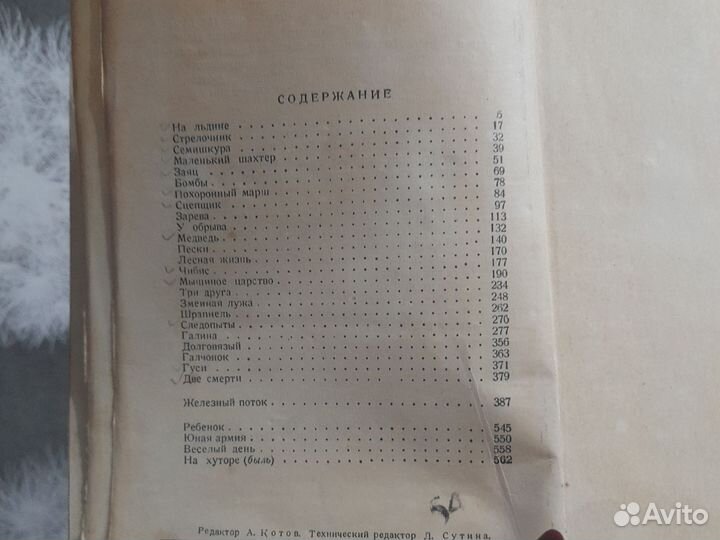 СОДЕРЖАНИЕ
На льдине . . . . . . . . . . . . 5
Стрелочник . . . . . . . . . . . . 17
Семишкура . . . . . . . . . . . . 32
Маленький шахтер . . . . . . . . . . . . 39
Заяц . . . . . . . . . . . . 51
Бомбы . . . . . . . . . . . . 69
Похоронный марш . . . . . . . . . . . . 78
Сцепщик . . . . . . . . . . . . 84
Зарева . . . . . . . . . . . . 97
У обрыва . . . . . . . . . . . . 113
Медведь . . . . . . . . . . . . 132
Пески . . . . . . . . . . . . 140
Лесная жизнь . . . . . . . . . . . . 170
Чибис . . . . . . . . . . . . 177
Мышиное царство . . . . . . . . . . . . 190
Три друга . . . . . . . . . . . . 234
Змеиная лужа . . . . . . . . . . . . 248
Шрапнель . . . . . . . . . . . . 262
Следопыты . . . . . . . . . . . . 270
Галина . . . . . . . . . . . . 277
Долговязый . . . . . . . . . . . . 356
Галчонок . . . . . . . . . . . . 363
Гуси . . . . . . . . . . . . 371
Две смерти . . . . . . . . . . . . 379
Железный поток . . . . . . . . . . . . 387
Ребенок . . . . . . . . . . . . 545
Юная армия . . . . . . . . . . . . 550
Веселый день . . . . . . . . . . . . 558
На хуторе (быль) . . . . . . . . . . . . 562
Редактор А. Котов. Технический редактор Д. Сутина.
Avito